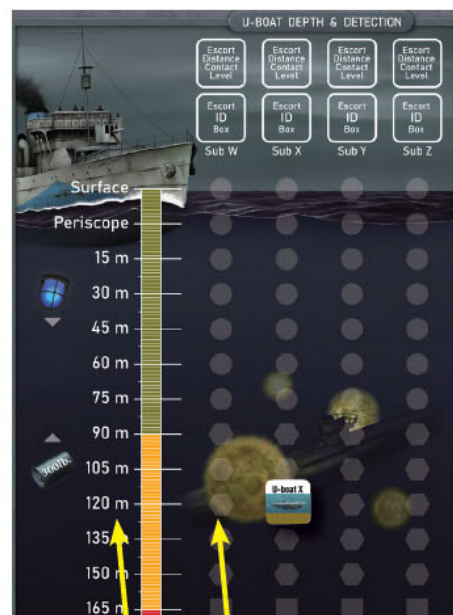 U-BOAT DEPTH & DETECTION
Escort Distance Contact Level
Escort Distance Contact Level
Escort Distance Contact Level
Escort Distance Contact Level
Escort ID Box
Escort ID Box
Escort ID Box
Escort ID Box
Sub W
Sub X
Sub Y
Sub Z
Surface
Periscope
15 m
30 m
45 m
60 m
75 m
90 m
300lb.
105 m
U-boat X
120 m
135
150 m
165 m